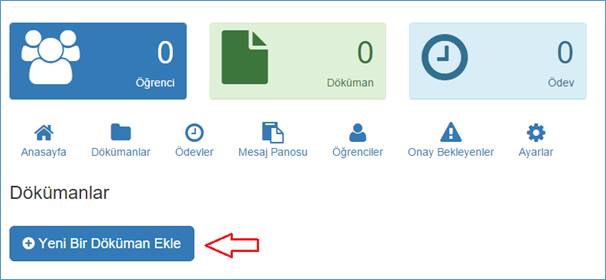 0
Öğrenci
0
Döküman
0
Ödev
Anasayfa
Dökümanlar
Ödevler
Mesaj Panosu
Öğrenciler
Onay Bekleyenler
Ayarlar
Dökümanlar
Yeni Bir Döküman Ekle